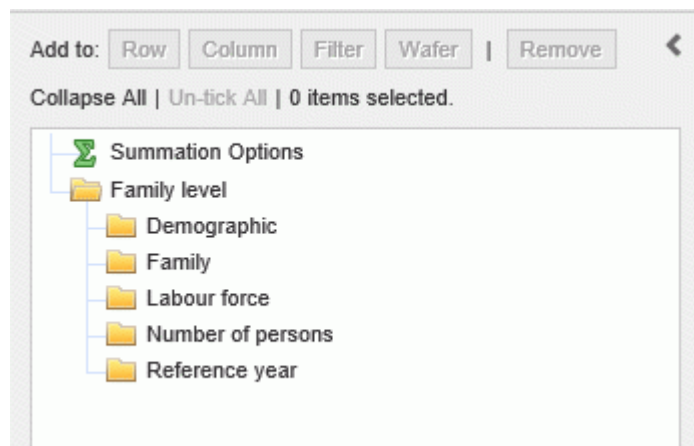 Add to: Row Column Filter Wafer | Remove
Collapse All | Un-tick All | 0 items selected.
Summation Options
Family level
Demographic
Family
Labour force
Number of persons
Reference year